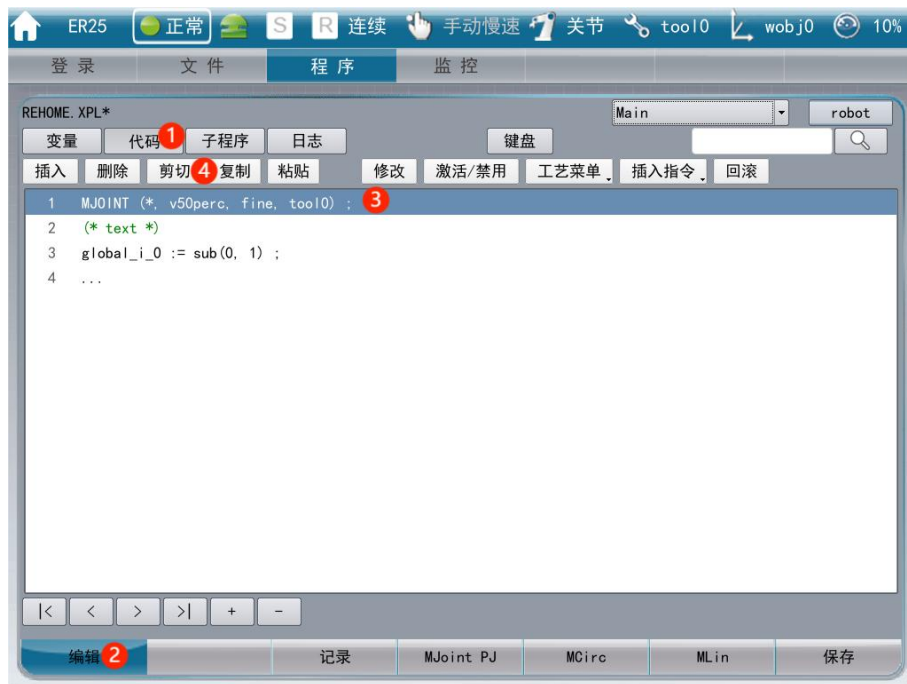 ER25 正常 S R 连续 手动慢速 关节 tool0 wobj0 10%
登录 文件 程序 监控
REHOME.XPL* Main robot
变量 代码 1 子程序 日志 键盘
插入 删除 剪切 4 复制 粘贴 修改 激活/禁用 工艺菜单 插入指令 回滚
1 MJOINT (*, v50perc, fine, tool0) ; 3
2 (* text *)
3 global_i_0 := sub(0, 1) ;
4 ...
|< < > >| + -
编辑 2 记录 MJoint PJ MCirc MLin 保存